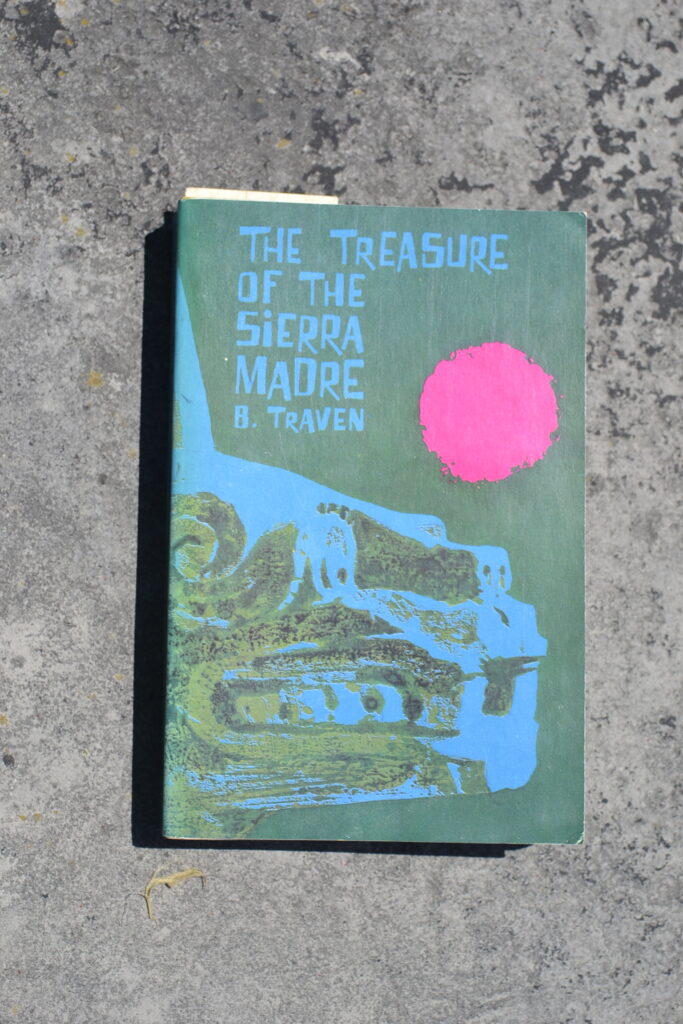 THE TREASURE
OF THE
SiERRA
MADRE
B. TRAVEN